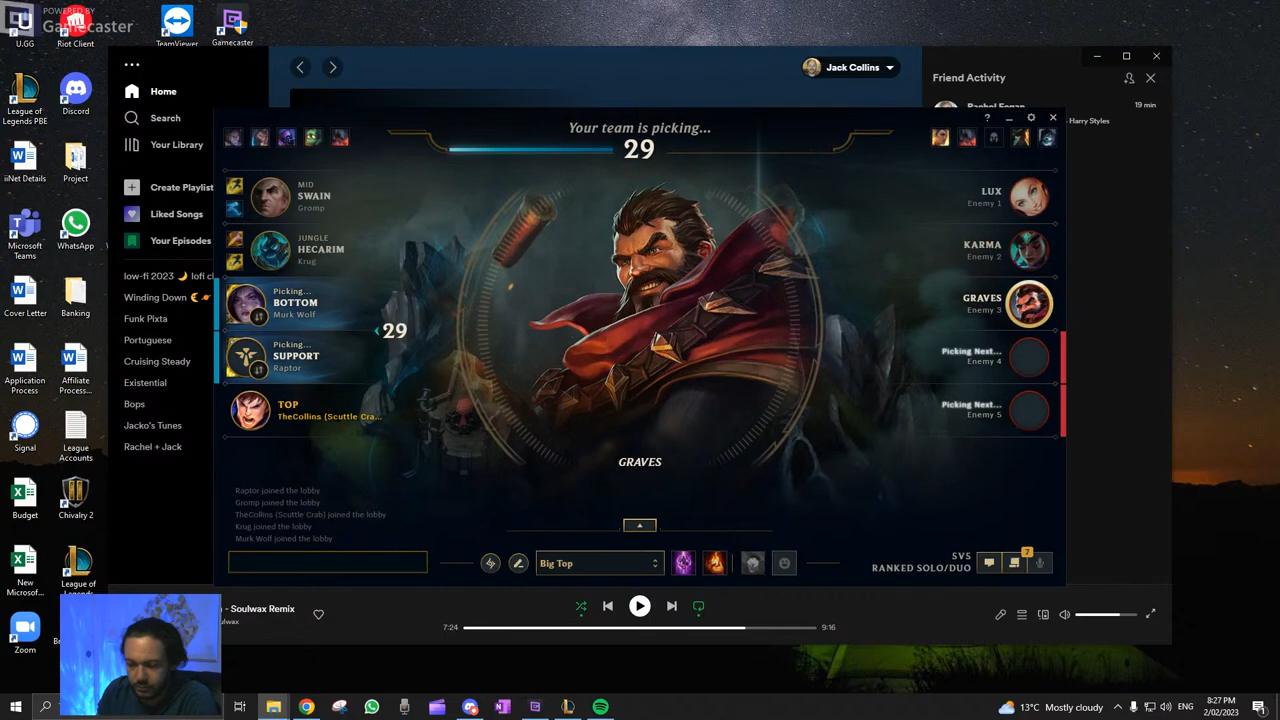 POWERED BY
Gamecaster
U.GG
Riot Client
TeamViewer
Gamecaster
League of
Legends PBE
Discord
iiNet Details
Project
Microsoft
Teams
WhatsApp
Cover Letter
Banking
Application
Process
Affiliate
Process...
Signal
Account
Records
Budget
Chivalry 2
New
Microsof...
League of
Zoom
Home
Search
Your Library
Create Playlist
Liked Songs
Your Episodes
low-fi 2023
Winding Down
Funk Pixta
Portuguese
Cruising Steady
Existential
Bops
Jacko's Tunes
Rachel + Jack
Jack Collins
Friend Activity
19 min
Harry Styles
Your team is picking...
29
MID
SWAIN
Gromp
JUNGLE
HECARIM
Krug
Picking...
BOTTOM
Murk Wolf
Picking...
SUPPORT
Raptor
29
TOP
TheCollins (Scuttle Cra...
LUX
Enemy 1
KARMA
Enemy 2
GRAVES
Enemy 3
Picking Next...
Enemy 4
Picking Next...
Enemy 5
GRAVES
Raptor joined the lobby
Gromp joined the lobby
TheCollins (Scuttle Crab) joined the lobby
Krug joined the lobby
Murk Wolf joined the lobby
Big Top
5V5
RANKED SOLO/DUO
7
- Soulwax Remix
7:24
9:16
13°C Mostly cloudy
ENG
8:27 PM
2/02/2023
1